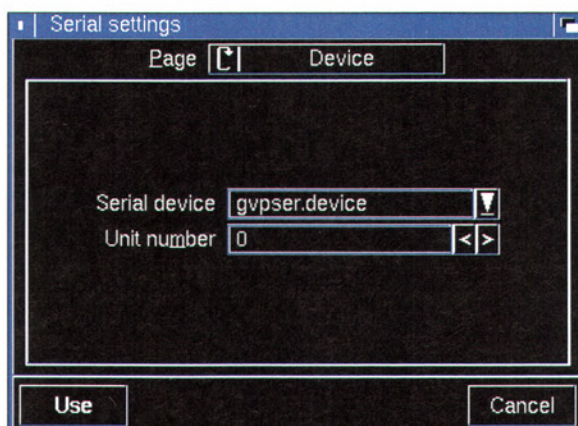 Serial settings
Page Device
Serial device gvpser.device
Unit number 0 < >
Use Cancel